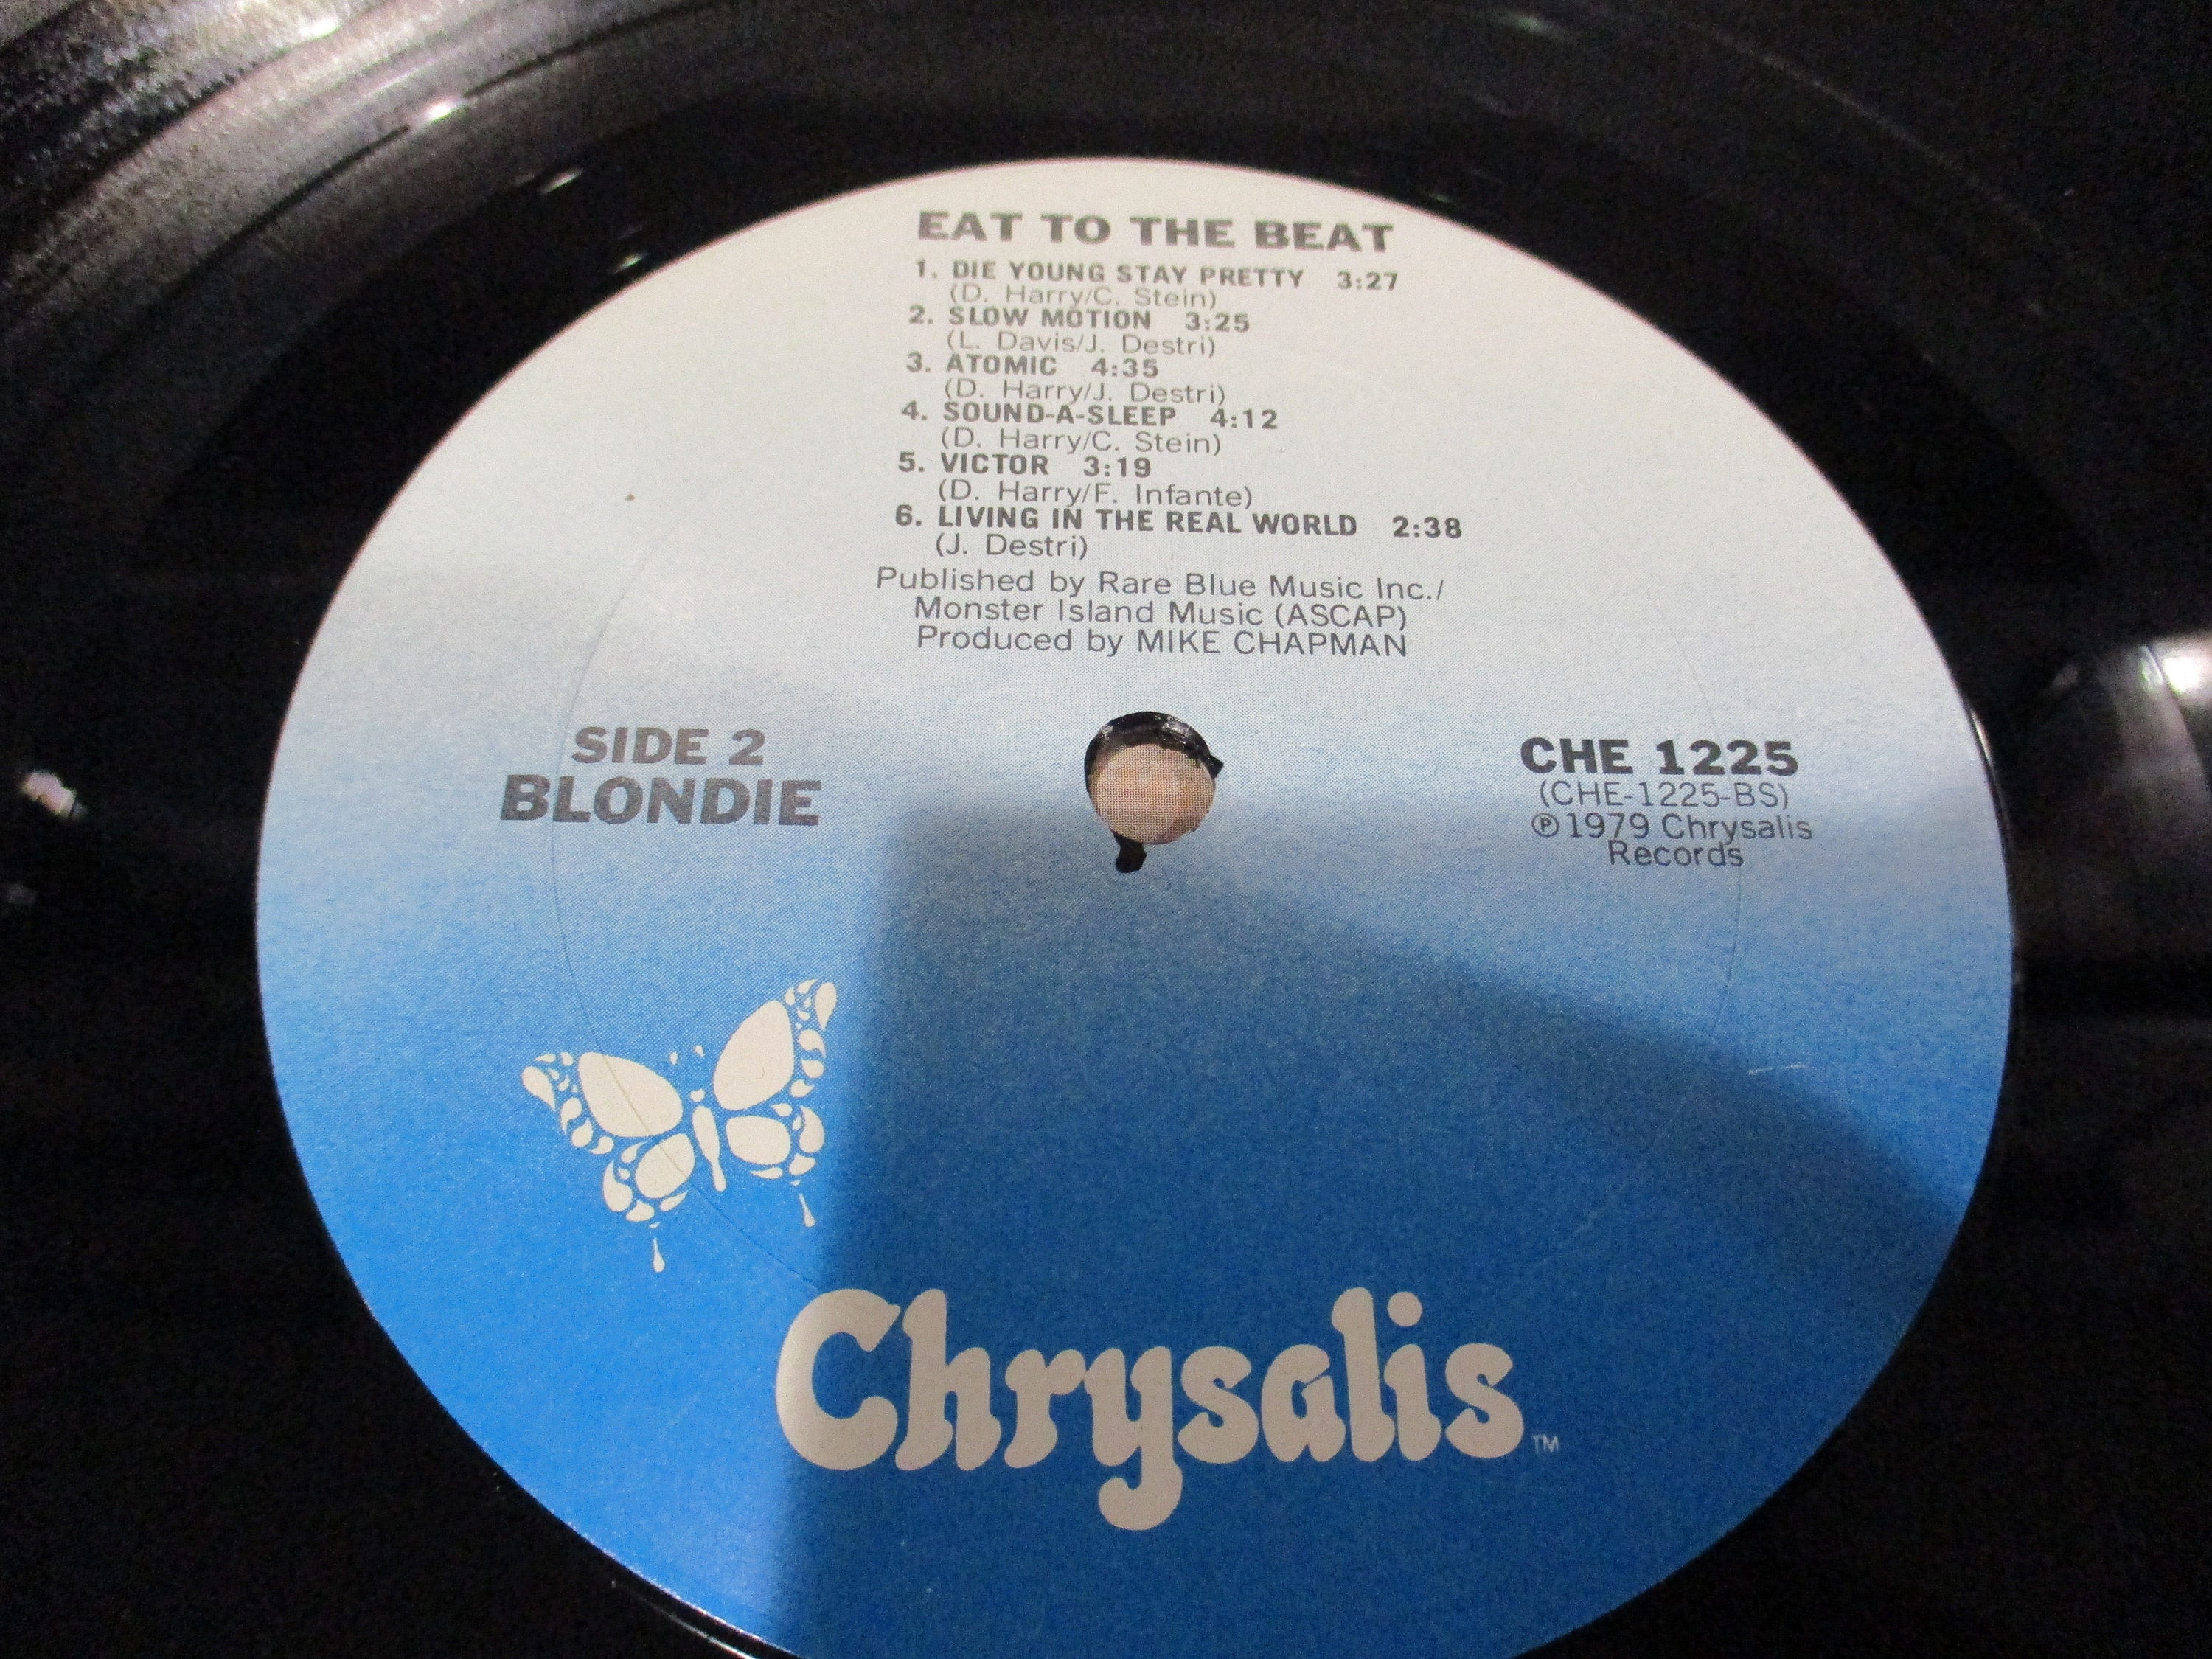 EAT TO THE BEAT
1. DIE YOUNG STAY PRETTY 3:27
(D. Harry/C. Stein)
2. SLOW MOTION 3:25
(L. Davis/J. Destri)
3. ATOMIC 4:35
(D. Harry/J. Destri)
4. SOUND-A-SLEEP 4:12
(D. Harry/C. Stein)
5. VICTOR 3:19
(D. Harry/F. Infante)
6. LIVING IN THE REAL WORLD 2:38
(J. Destri)
Published by Rare Blue Music Inc./
Monster Island Music (ASCAP)
Produced by MIKE CHAPMAN
SIDE 2
BLONDIE
CHE 1225
(CHE-1225-BS)
℗1979 Chrysalis
Records
Chrysalis™